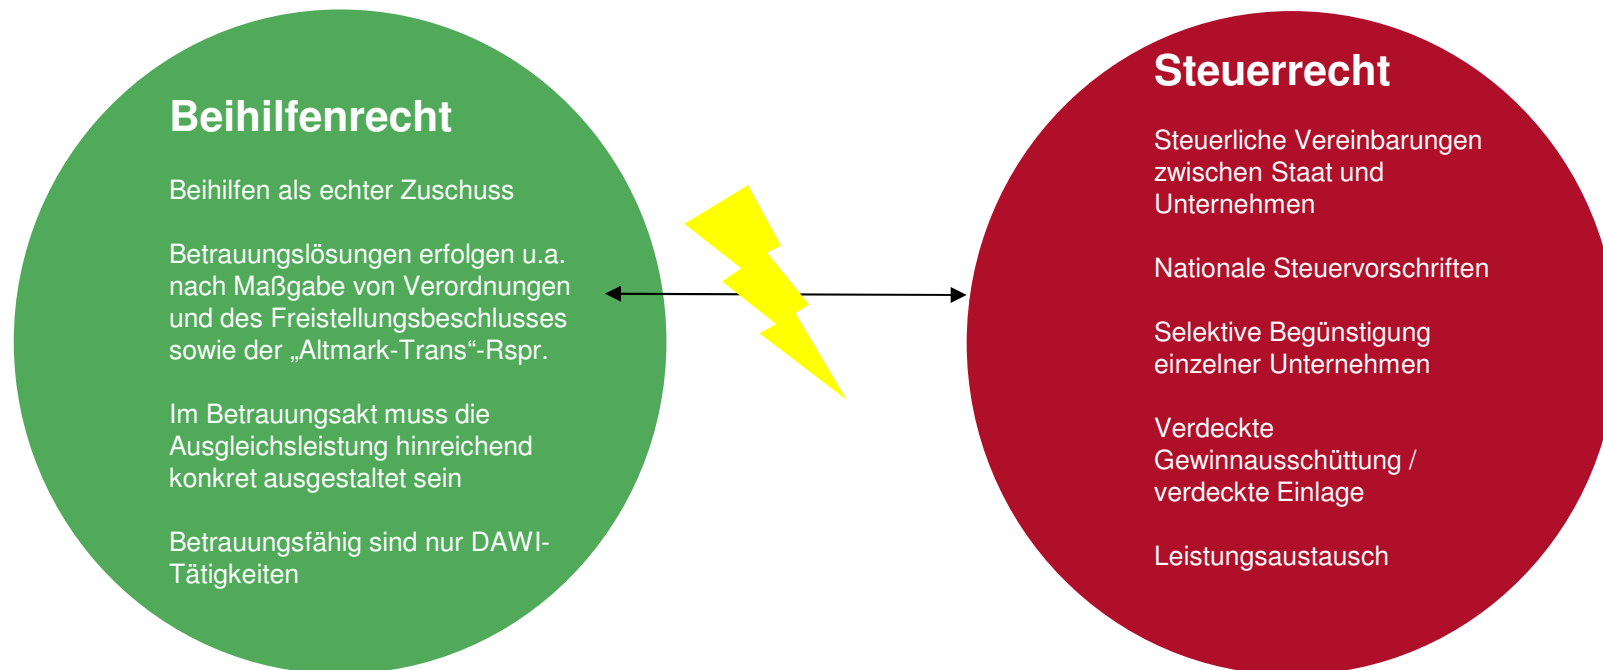 Beihilfenrecht
Beihilfen als echter Zuschuss
Betrauungslösungen erfolgen u.a.
nach Maßgabe von Verordnungen
und des Freistellungsbeschlusses
sowie der „Altmark-Trans“-Rspr.
Im Betrauungsakt muss die
Ausgleichsleistung hinreichend
konkret ausgestaltet sein
Betrauungsfähig sind nur DAWI-
Tätigkeiten
Steuerrecht
Steuerliche Vereinbarungen
zwischen Staat und
Unternehmen
Nationale Steuervorschriften
Selektive Begünstigung
einzelner Unternehmen
Verdeckte
Gewinnausschüttung /
verdeckte Einlage
Leistungsaustausch